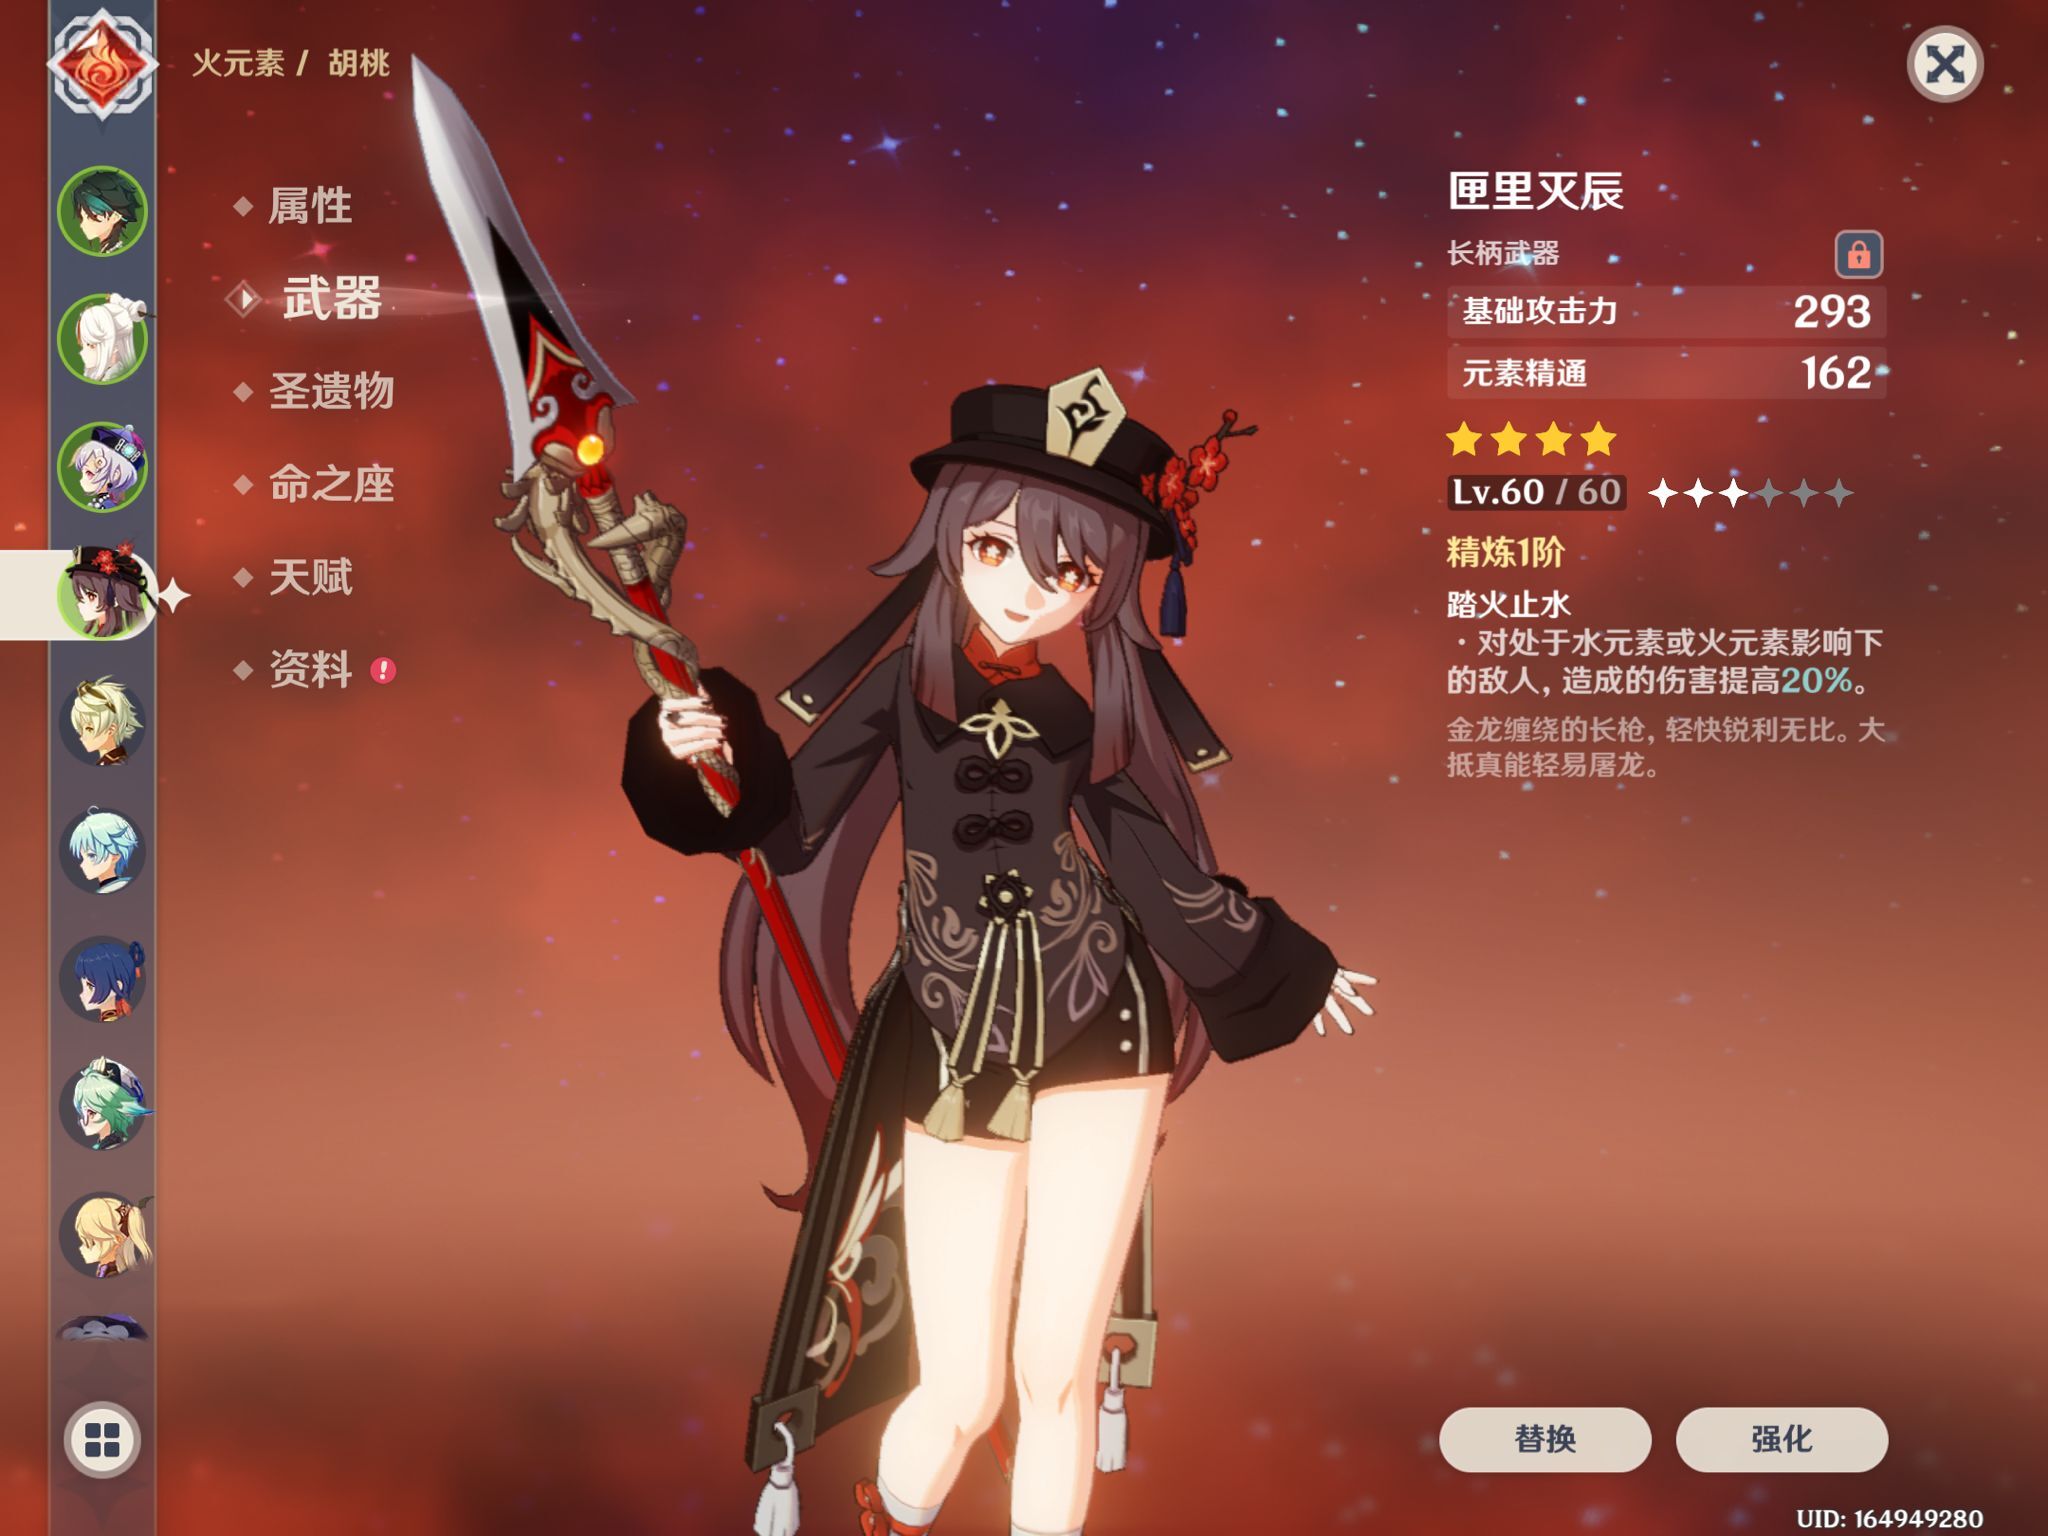 火元素 / 胡桃
属性
武器
圣遗物
命之座
天赋
资料
匣里灭辰
长柄武器
基础攻击力 293
元素精通 162
Lv.60 / 60
精炼1阶
踏火止水
·对处于水元素或火元素影响下
的敌人，造成的伤害提高20%。
金龙缠绕的长枪，轻快锐利无比。大
抵真能轻易屠龙。
替换 强化
UID: 164949280